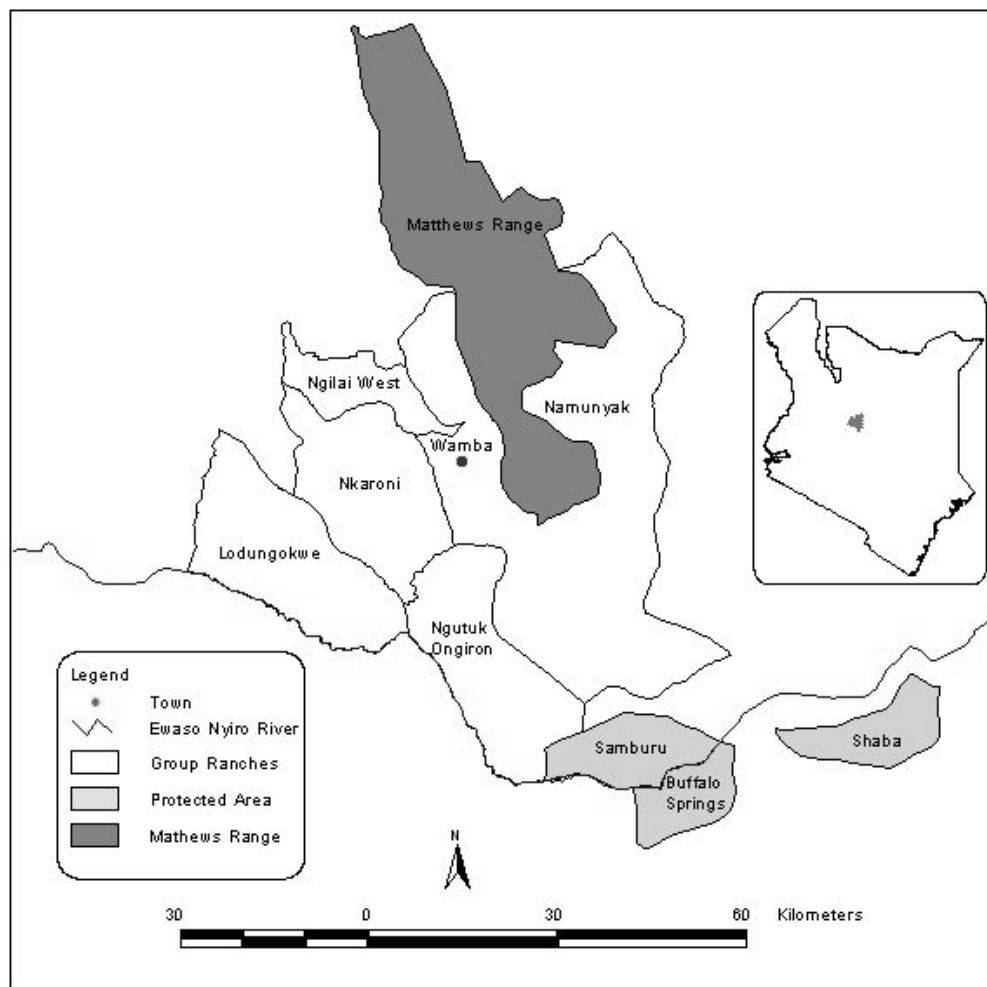 Matthews Range
Ngilai West
Namunyak
Wamba
Nkaroni
Lodungokwe
Ngutuk
Ongiron
Legend
Town
Ewaso Nyiro River
Group Ranches
Protected Area
Mathews Range
Samburu
Buffalo
Springs
Shaba
N
30 0 30 60 Kilometers